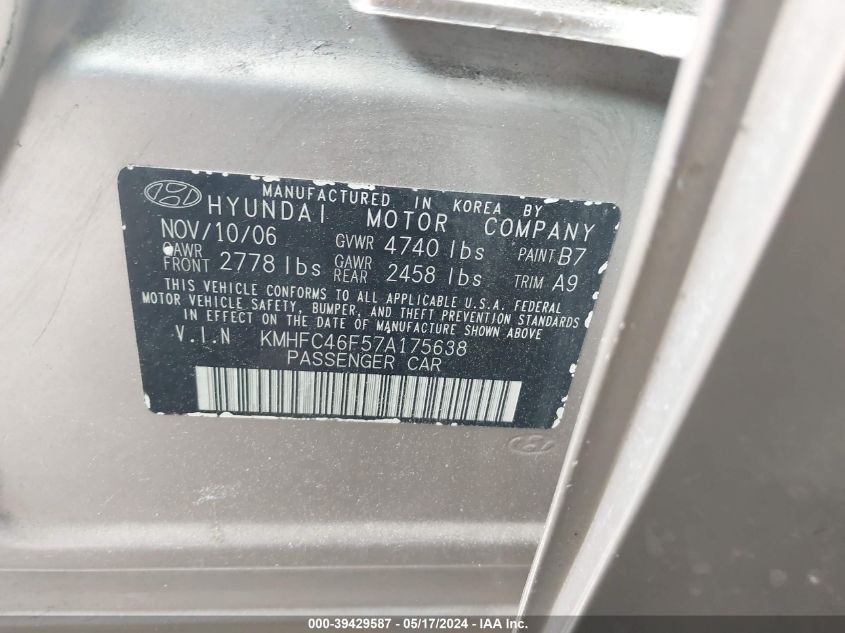 MANUFACTURED IN KOREA BY
HYUNDAI MOTOR COMPANY
NOV/10/06 GVWR 4740 lbs PAINT B7
GAWR FRONT 2778 lbs GAWR REAR 2458 lbs TRIM A9
THIS VEHICLE CONFORMS TO ALL APPLICABLE U.S.A. FEDERAL
MOTOR VEHICLE SAFETY, BUMPER, AND THEFT PREVENTION STANDARDS
IN EFFECT ON THE DATE OF MANUFACTURE SHOWN ABOVE
V.I.N KMHFC46F57A175638
PASSENGER CAR
000-39429587 - 05/17/2024 - IAA Inc.